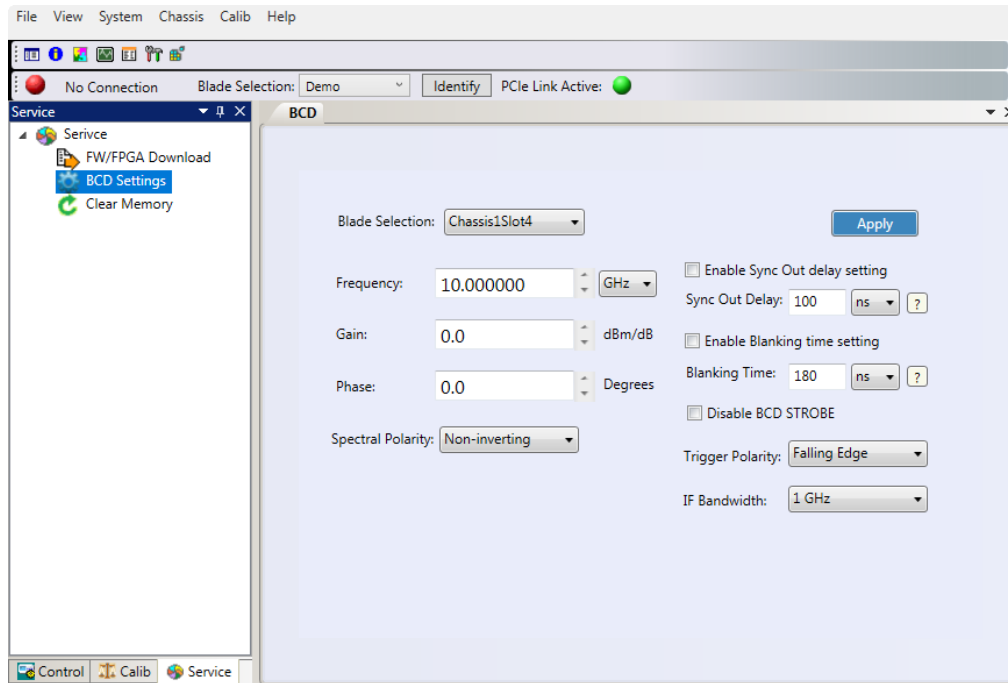 File View System Chassis Calib Help
No Connection Blade Selection: Demo Identify PCIe Link Active:
Service
BCD
Serivce
FW/FPGA Download
BCD Settings
Clear Memory
Blade Selection: Chassis1Slot4 Apply
Frequency: 10.000000 GHz
Gain: 0.0 dBm/dB
Phase: 0.0 Degrees
Spectral Polarity: Non-inverting
Enable Sync Out delay setting
Sync Out Delay: 100 ns ?
Enable Blanking time setting
Blanking Time: 180 ns ?
Disable BCD STROBE
Trigger Polarity: Falling Edge
IF Bandwidth: 1 GHz
Control Calib Service